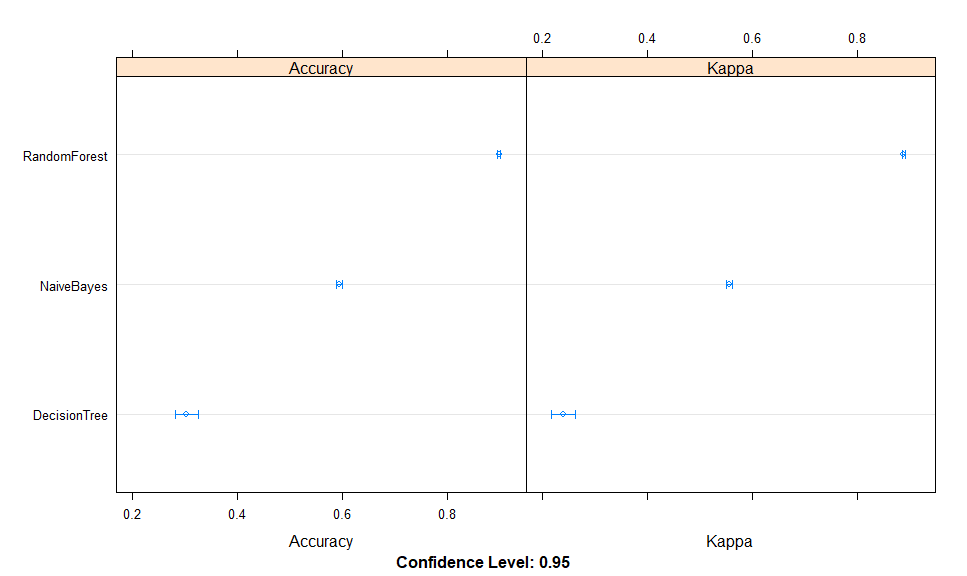 0.2 0.4 0.6 0.8
Accuracy Kappa
RandomForest
NaiveBayes
DecisionTree
0.2 0.4 0.6 0.8
Accuracy Kappa
Confidence Level: 0.95